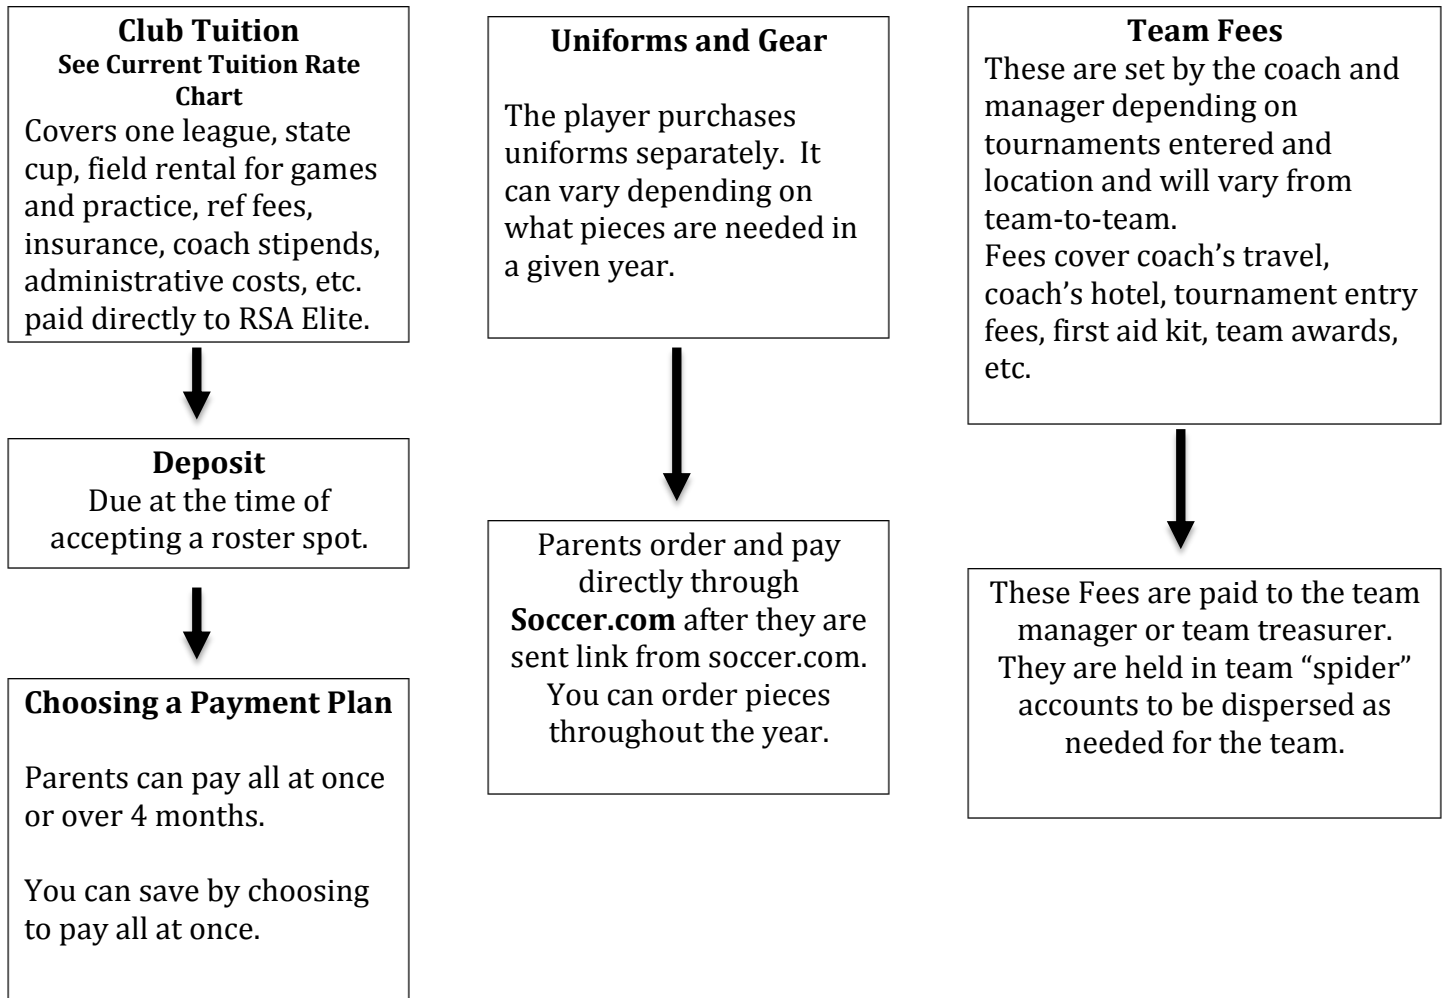 Club Tuition
See Current Tuition Rate
Chart
Covers one league, state
cup, field rental for games
and practice, ref fees,
insurance, coach stipends,
administrative costs, etc.
paid directly to RSA Elite.
Deposit
Due at the time of
accepting a roster spot.
Choosing a Payment Plan
Parents can pay all at once
or over 4 months.
You can save by choosing
to pay all at once.
Uniforms and Gear
The player purchases
uniforms separately.  It
can vary depending on
what pieces are needed in
a given year.
Parents order and pay
directly through
Soccer.com after they are
sent link from soccer.com.
You can order pieces
throughout the year.
Team Fees
These are set by the coach and
manager depending on
tournaments entered and
location and will vary from
team-to-team.
Fees cover coach’s travel,
coach’s hotel, tournament entry
fees, first aid kit, team awards,
etc.
These Fees are paid to the team
manager or team treasurer.
They are held in team “spider”
accounts to be dispersed as
needed for the team.